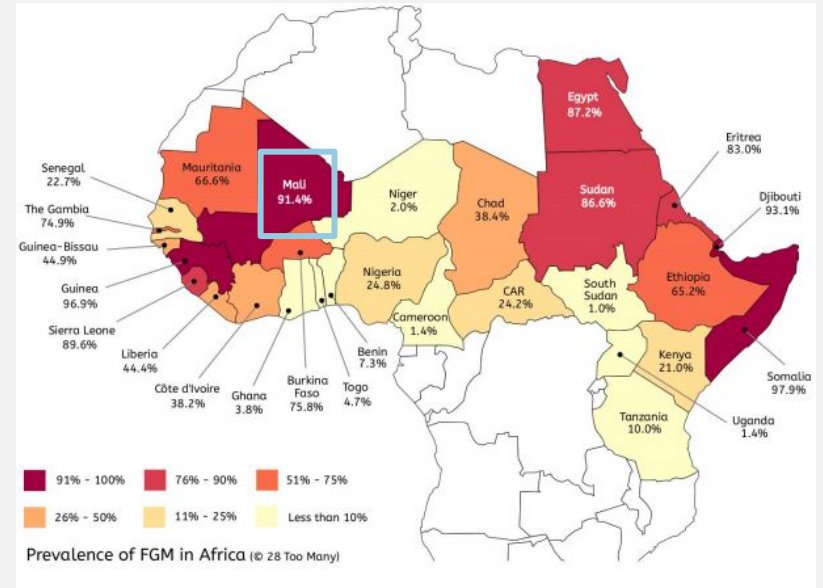 Egypt
87.2%
Eritrea
83.0%
Senegal
22.7%
Mauritania
66.6%
Mali
91.4%
Niger
2.0%
Chad
38.4%
Sudan
86.6%
Djibouti
93.1%
The Gambia
74.9%
Guinea-Bissau
44.9%
Guinea
96.9%
Sierra Leone
89.6%
Liberia
44.4%
Côte d'Ivoire
38.2%
Ghana
3.8%
Burkina
Faso
75.8%
Togo
4.7%
Benin
7.3%
Nigeria
24.8%
Cameroon
1.4%
CAR
24.2%
South
Sudan
1.0%
Ethiopia
65.2%
Kenya
21.0%
Somalia
97.9%
Uganda
1.4%
Tanzania
10.0%
91% - 100%
76% - 90%
51% - 75%
26% - 50%
11% - 25%
Less than 10%
Prevalence of FGM in Africa (© 28 Too Many)